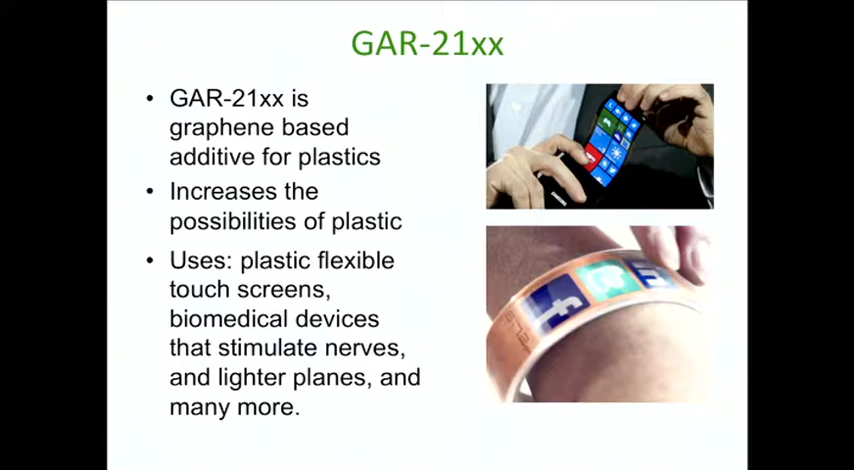 GAR-21xx
• GAR-21xx is
graphene based
additive for plastics
• Increases the
possibilities of plastic
• Uses: plastic flexible
touch screens,
biomedical devices
that stimulate nerves,
and lighter planes, and
many more.
f
in